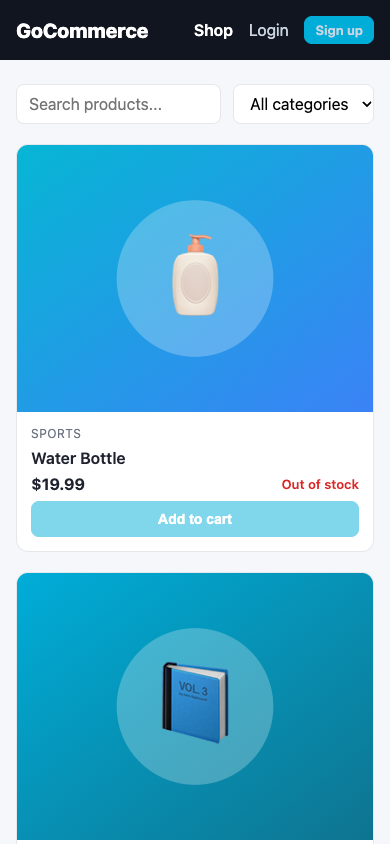 GoCommerce Shop Login Sign up
Search products... All categories
SPORTS
Water Bottle
$19.99 Out of stock
Add to cart
VOL. 3